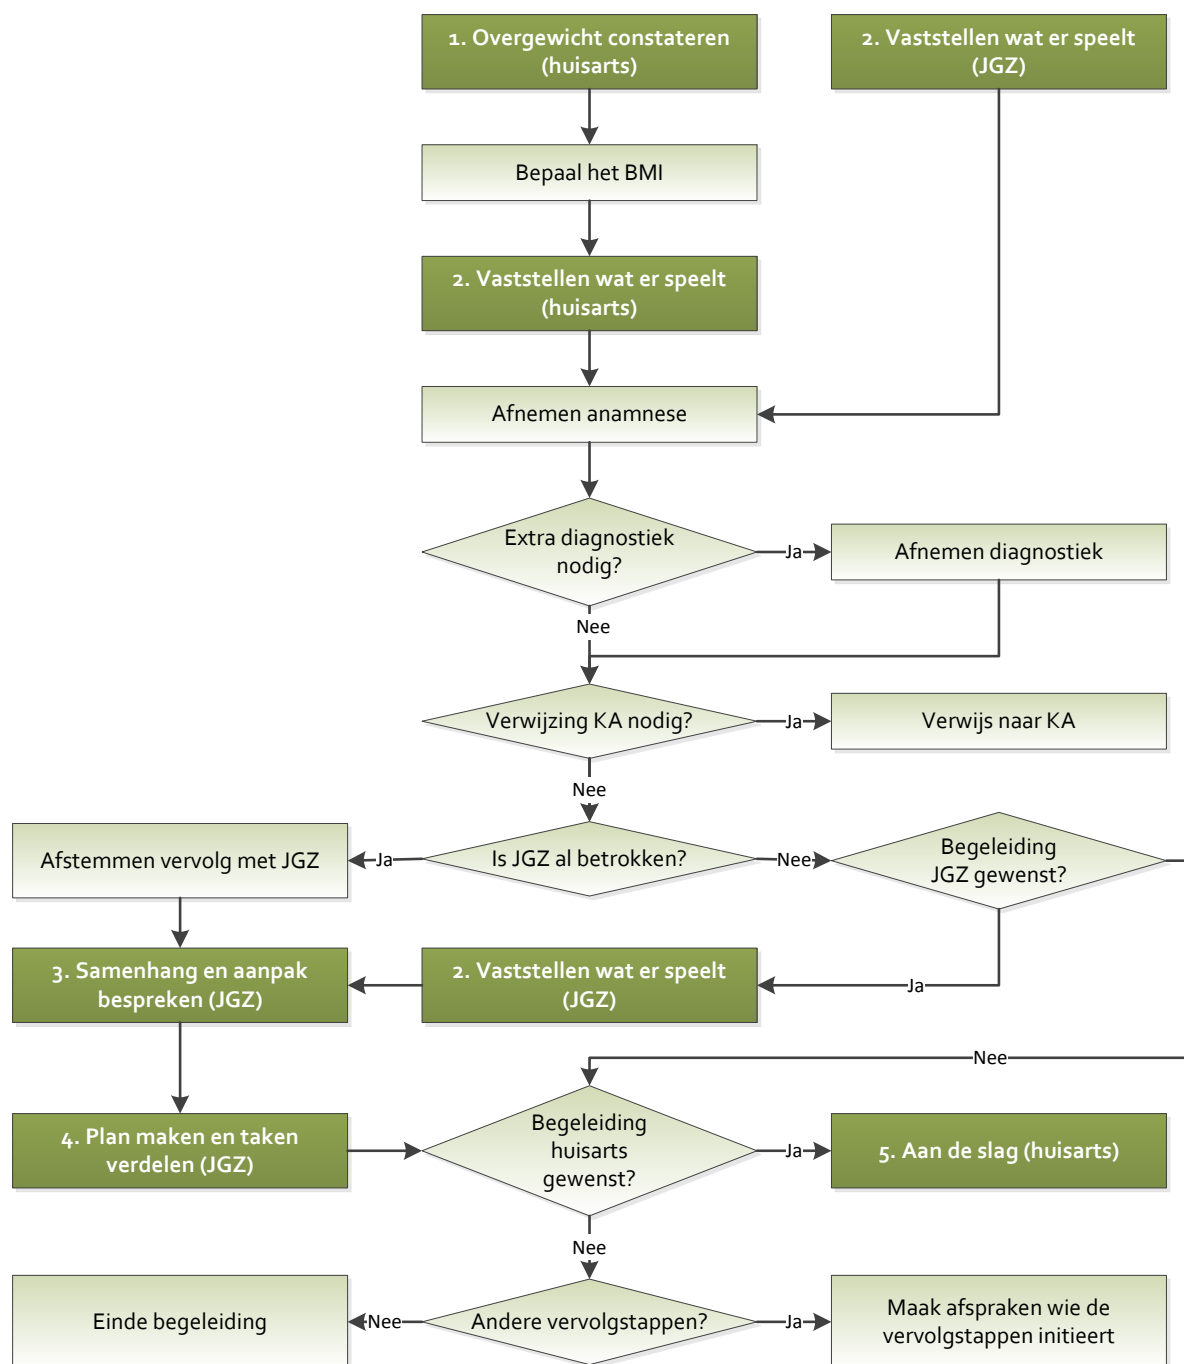 1. Overgewicht constateren
(huisarts)
2. Vaststellen wat er speelt
(JGZ)
Bepaal het BMI
2. Vaststellen wat er speelt
(huisarts)
Afnemen anamnese
Extra diagnostiek
nodig?
Ja
Afnemen diagnostiek
Nee
Verwijzing KA nodig?
Ja
Verwijs naar KA
Nee
Afstemmen vervolg met JGZ
Ja
Is JGZ al betrokken?
Nee
Begeleiding
JGZ gewenst?
3. Samenhang en aanpak
bespreken (JGZ)
2. Vaststellen wat er speelt
(JGZ)
Ja
Nee
4. Plan maken en taken
verdelen (JGZ)
Begeleiding
huisarts
gewenst?
Ja
5. Aan de slag (huisarts)
Nee
Einde begeleiding
Nee
Andere vervolgstappen?
Ja
Maak afspraken wie de
vervolgstappen initieert